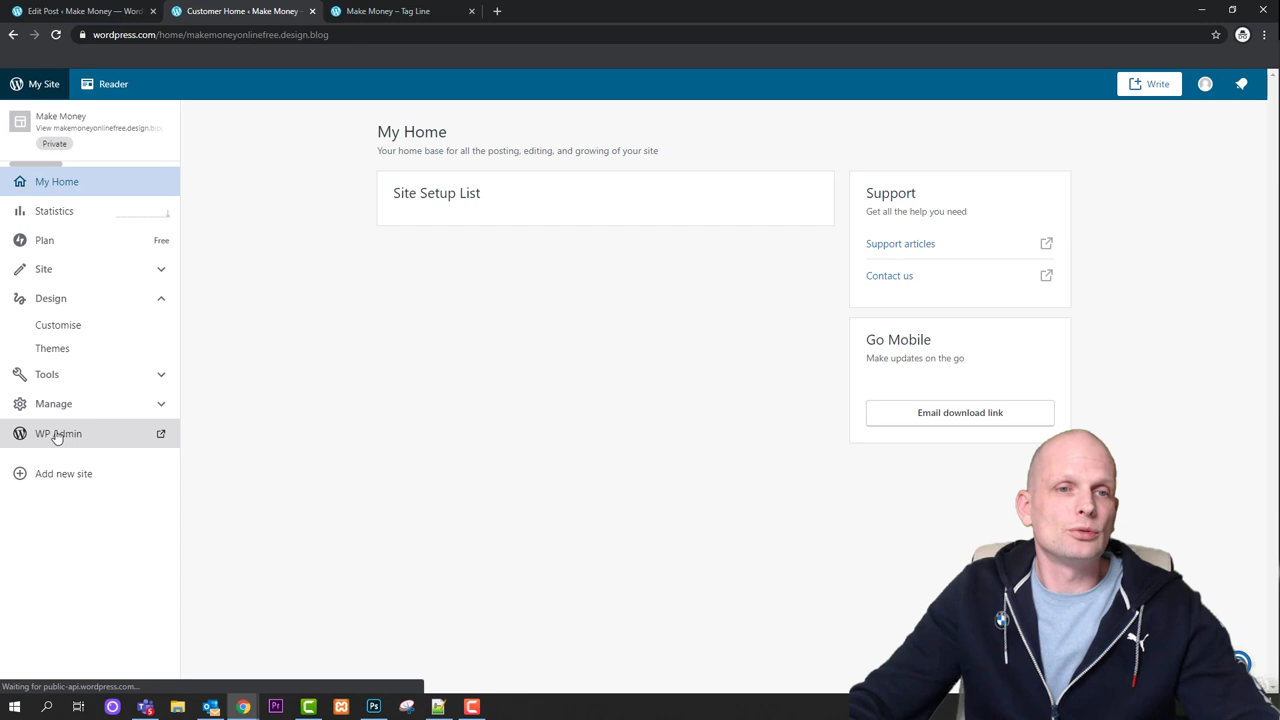 Edit Post ‹ Make Money — Word
Customer Home ‹ Make Money
Make Money – Tag Line
wordpress.com/home/makemoneyonlinefree.design.blog
My Site
Reader
Write
Make Money
View makemoneyonlinefree.design.blo
Private
My Home
Statistics
Plan
Free
Site
Design
Customise
Themes
Tools
Manage
WP Admin
Add new site
My Home
Your home base for all the posting, editing, and growing of your site
Site Setup List
Support
Get all the help you need
Support articles
Contact us
Go Mobile
Make updates on the go
Email download link
Waiting for public-api.wordpress.com...